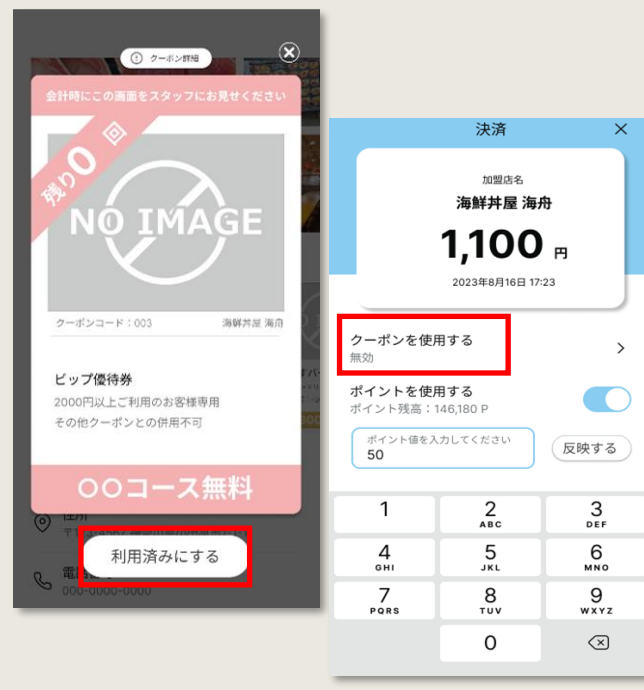 クーポン詳細
会計時にこの画面をスタッフにお見せください
残り0回
NO IMAGE
クーポンコード：003
海鮮丼屋 海舟
ビップ優待券
2000円以上ご利用のお客様専用
その他クーポンとの併用不可
〇〇コース無料
住所
利用済みにする
000-0000-0000
決済
加盟店名
海鮮丼屋 海舟
1,100 円
2023年8月16日 17:23
クーポンを使用する
無効
ポイントを使用する
ポイント残高：146,180 P
ポイント値を入力してください
50
反映する
1
2
ABC
3
DEF
4
GHI
5
JKL
6
MNO
7
PQRS
8
TUV
9
WXYZ
0